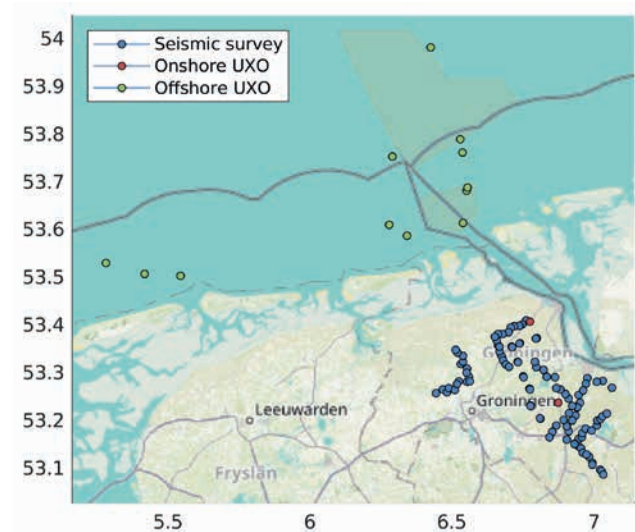 54
Seismic survey
Onshore UXO
Offshore UXO
53.9
53.8
53.7
53.6
53.5
53.4
53.3
53.2
53.1
Groningen
Groningen
Leeuwarden
Fryslân
5.5 6 6.5 7